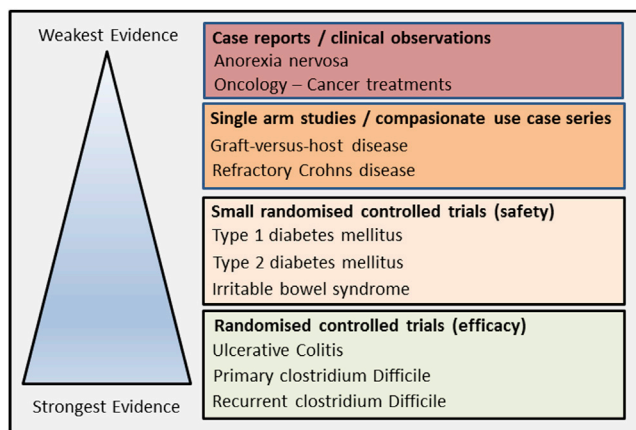 Weakest Evidence
Case reports / clinical observations
Anorexia nervosa
Oncology – Cancer treatments
Single arm studies / compasionate use case series
Graft-versus-host disease
Refractory Crohns disease
Small randomised controlled trials (safety)
Type 1 diabetes mellitus
Type 2 diabetes mellitus
Irritable bowel syndrome
Randomised controlled trials (efficacy)
Ulcerative Colitis
Primary clostridium Difficile
Recurrent clostridium Difficile
Strongest Evidence